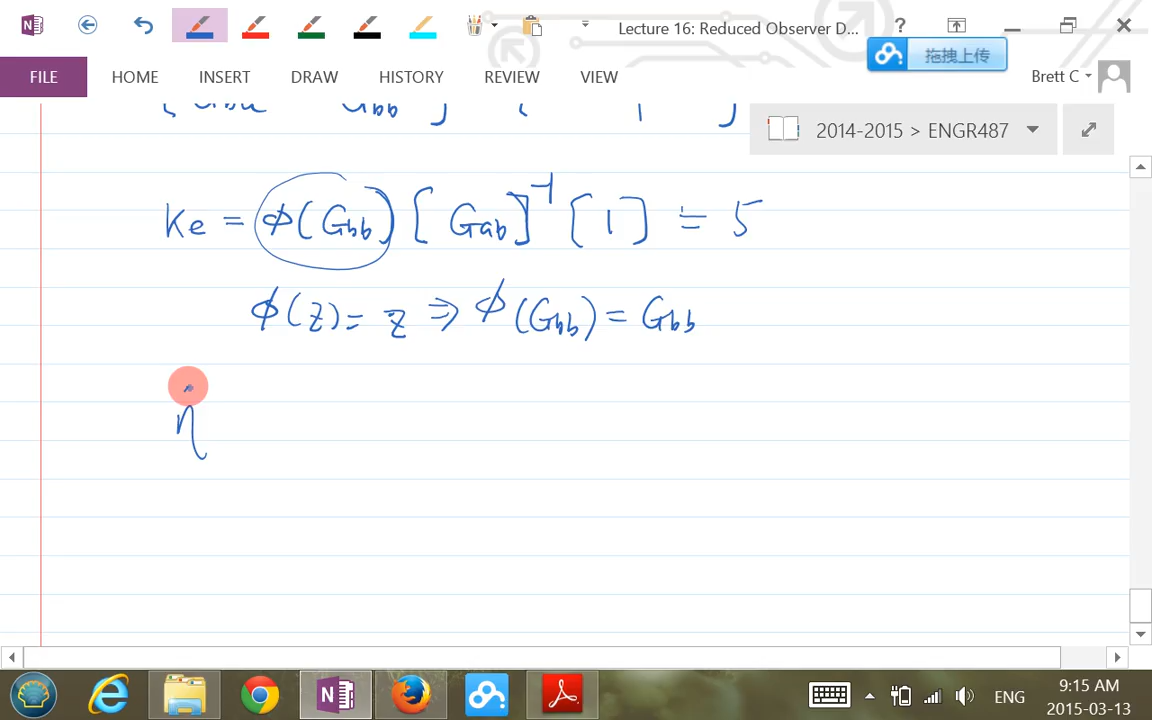 Lecture 16: Reduced Observer D...
?
拖拽上传
FILE
HOME
INSERT
DRAW
HISTORY
REVIEW
VIEW
Brett C
Gbb
2014-2015 > ENGR487
Ke = Φ(Gbb) [Gab]⁻¹ [1] = 5
Φ(z) = z ⇒ Φ(Gbb) = Gbb
η
ENG
9:15 AM
2015-03-13